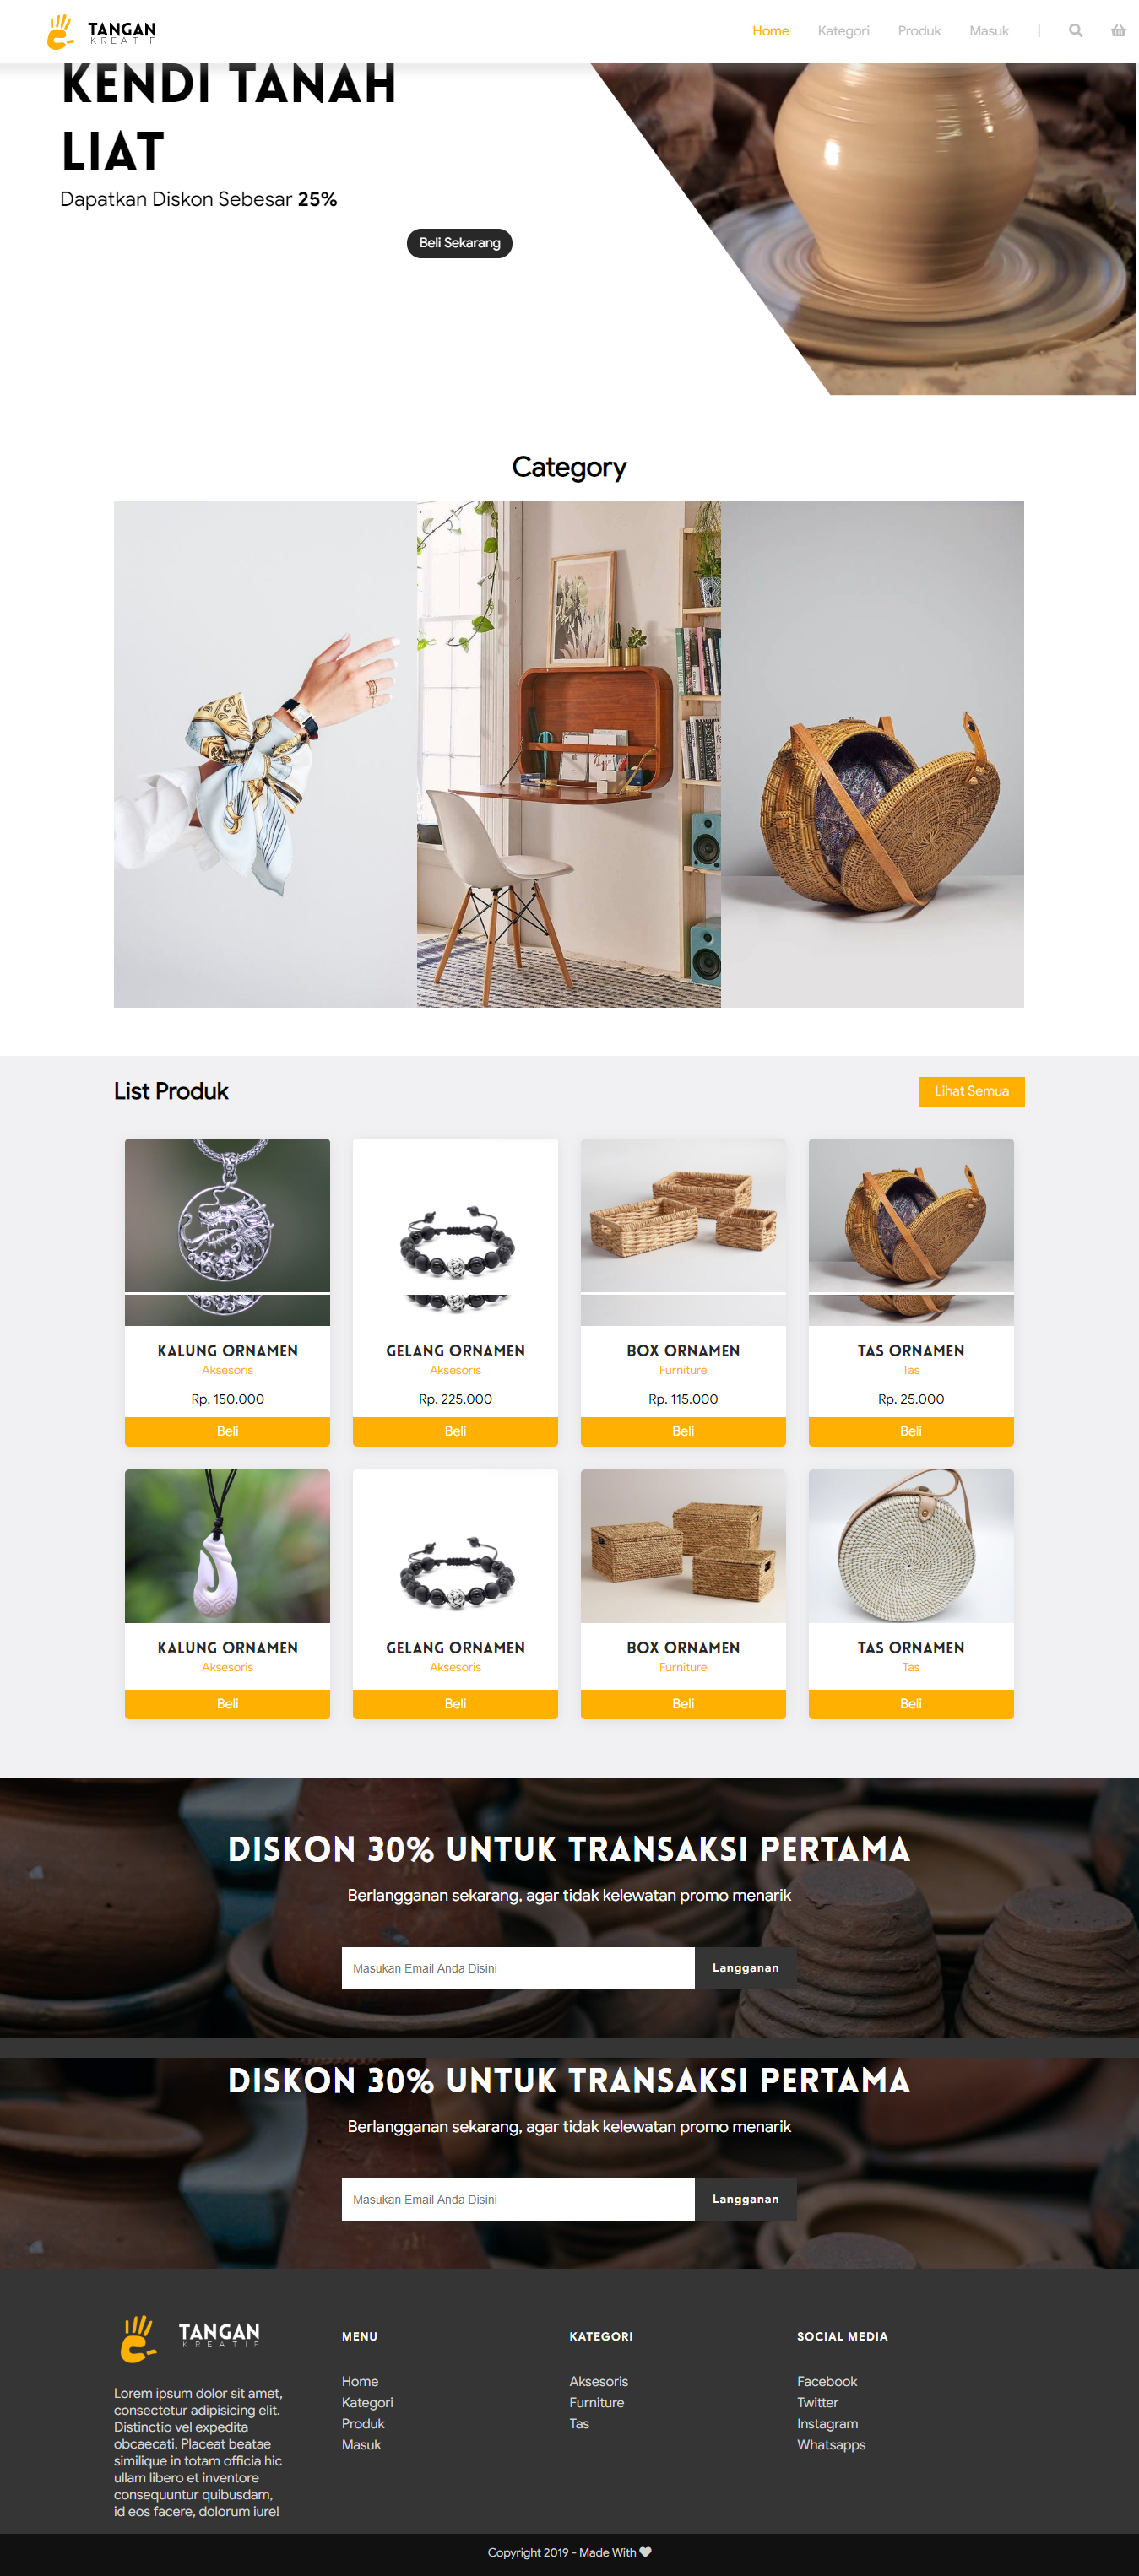 TANGAN
KREATIF
Home Kategori Produk Masuk |
KENDI TANAH
LIAT
Dapatkan Diskon Sebesar 25%
Beli Sekarang
Category
List Produk
Lihat Semua
KALUNG ORNAMEN
Aksesoris
Rp. 150.000
Beli
GELANG ORNAMEN
Aksesoris
Rp. 225.000
Beli
BOX ORNAMEN
Furniture
Rp. 115.000
Beli
TAS ORNAMEN
Tas
Rp. 25.000
Beli
KALUNG ORNAMEN
Aksesoris
Beli
GELANG ORNAMEN
Aksesoris
Beli
BOX ORNAMEN
Furniture
Beli
TAS ORNAMEN
Tas
Beli
DISKON 30% UNTUK TRANSAKSI PERTAMA
Berlangganan sekarang, agar tidak kelewatan promo menarik
Masukan Email Anda Disini
Langganan
DISKON 30% UNTUK TRANSAKSI PERTAMA
Berlangganan sekarang, agar tidak kelewatan promo menarik
Masukan Email Anda Disini
Langganan
TANGAN
KREATIF
Lorem ipsum dolor sit amet,
consectetur adipisicing elit.
Distinctio vel expedita
obcaecati. Placeat beatae
similique in totam officia hic
ullam libero et inventore
consequuntur quibusdam,
id eos facere, dolorum iure!
MENU
Home
Kategori
Produk
Masuk
KATEGORI
Aksesoris
Furniture
Tas
SOCIAL MEDIA
Facebook
Twitter
Instagram
Whatsapps
Copyright 2019 - Made With